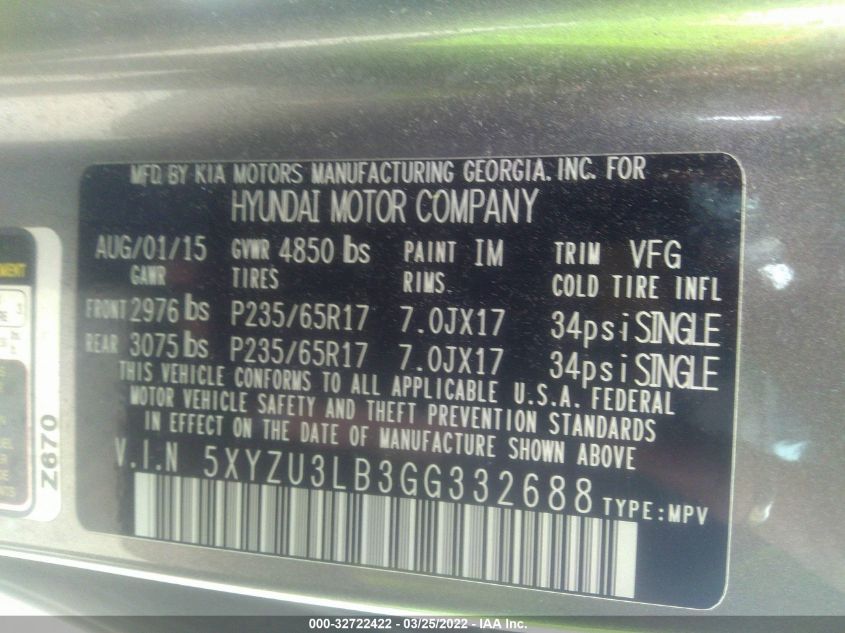 MFD. BY KIA MOTORS MANUFACTURING GEORGIA, INC. FOR
HYUNDAI MOTOR COMPANY
AUG/01/15 GVWR 4850 lbs PAINT IM TRIM VFG
GAWR TIRES RIMS. COLD TIRE INFL
FRONT 2976 lbs P235/65R17 7.0JX17 34psi SINGLE
REAR 3075 lbs P235/65R17 7.0JX17 34psi SINGLE
THIS VEHICLE CONFORMS TO ALL APPLICABLE U.S.A. FEDERAL
MOTOR VEHICLE SAFETY AND THEFT PREVENTION STANDARDS
IN EFFECT ON THE DATE OF MANUFACTURE SHOWN ABOVE
V.I.N 5XYZU3LB3GG332688 TYPE:MPV
Z670
000-32722422 - 03/25/2022 - IAA, Inc.